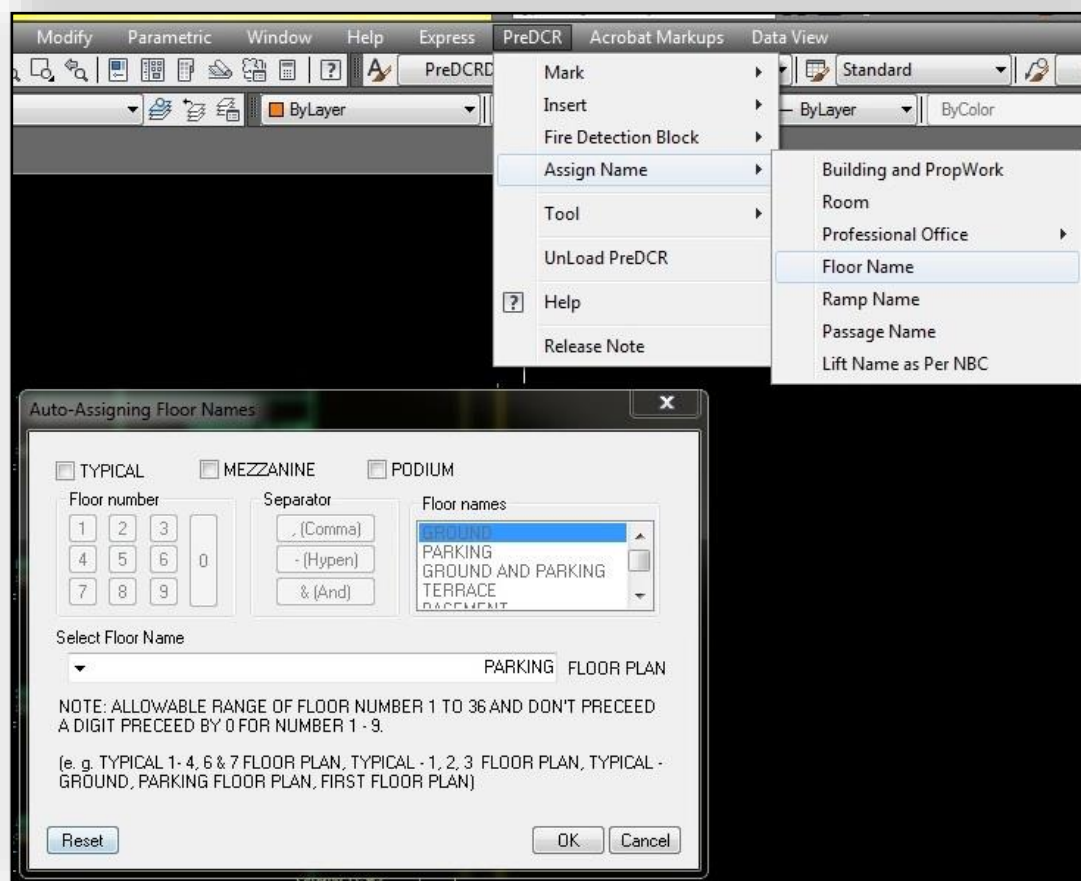 Modify Parametric Window Help Express PreDCR Acrobat Markups Data View
PreDCRD Standard
ByLayer ByLayer ByColor
Mark
Insert
Fire Detection Block
Assign Name
Tool
UnLoad PreDCR
Help
Release Note
Building and PropWork
Room
Professional Office
Floor Name
Ramp Name
Passage Name
Lift Name as Per NBC
Auto-Assigning Floor Names
TYPICAL MEZZANINE PODIUM
Floor number Separator Floor names
1 2 3
4 5 6 0
7 8 9
, (Comma)
- (Hypen)
& (And)
GROUND
PARKING
GROUND AND PARKING
TERRACE
BASEMENT
Select Floor Name
PARKING FLOOR PLAN
NOTE: ALLOWABLE RANGE OF FLOOR NUMBER 1 TO 36 AND DON'T PRECEED
A DIGIT PRECEED BY 0 FOR NUMBER 1 - 9.
(e. g. TYPICAL 1- 4, 6 & 7 FLOOR PLAN, TYPICAL - 1, 2, 3 FLOOR PLAN, TYPICAL -
GROUND, PARKING FLOOR PLAN, FIRST FLOOR PLAN)
Reset OK Cancel